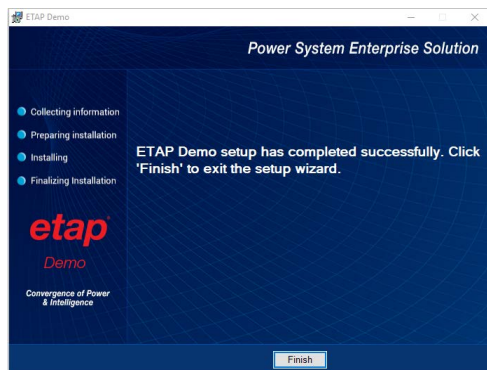 ETAP Demo
Power System Enterprise Solution
Collecting information
Preparing installation
Installing
Finalizing Installation
ETAP Demo setup has completed successfully. Click
'Finish' to exit the setup wizard.
etap
Demo
Convergence of Power
& Intelligence
Finish